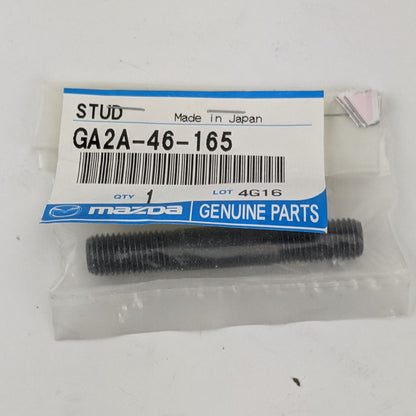 STUD Made in Japan
GA2A-46-165
QTY 1 LOT 4G16
mazda GENUINE PARTS